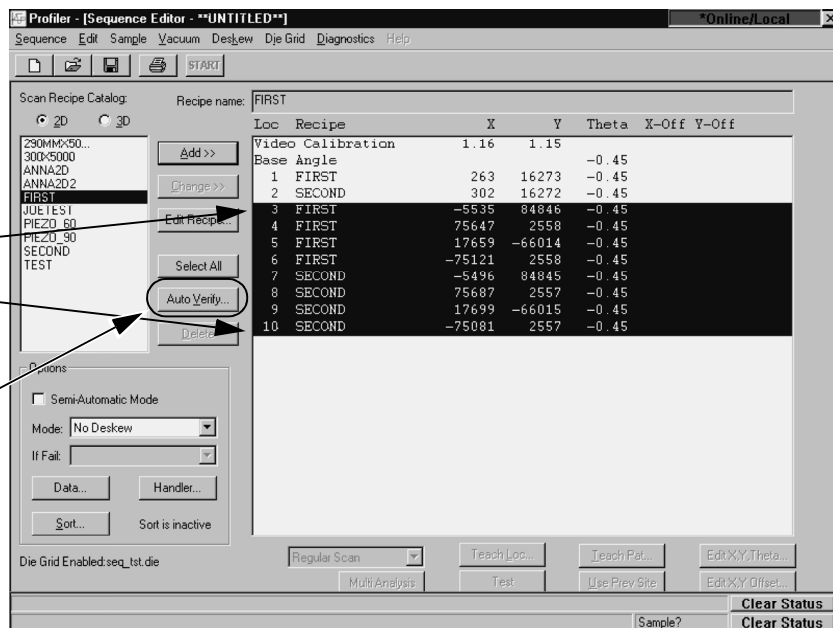 Profiler - [Sequence Editor - **UNTITLED**]
*Online/Local
Sequence Edit Sample Vacuum Deskew Die Grid Diagnostics Help
START
Scan Recipe Catalog:
Recipe name: FIRST
2D 3D
290MMX50...
300X5000
ANNA2D
ANNA2D2
FIRST
JOETEST
PIEZO_60
PIEZO_90
SECOND
TEST
Add >>
Change >>
Edit Recipe...
Select All
Auto Verify...
Delete
Loc Recipe X Y Theta X-Off Y-Off
Video Calibration 1.16 1.15
Base Angle -0.45
1 FIRST 263 16273 -0.45
2 SECOND 302 16272 -0.45
3 FIRST -5535 84846 -0.45
4 FIRST 75647 2558 -0.45
5 FIRST 17659 -66014 -0.45
6 FIRST -75121 2558 -0.45
7 SECOND -5496 84845 -0.45
8 SECOND 75687 2557 -0.45
9 SECOND 17699 -66015 -0.45
10 SECOND -75081 2557 -0.45
Options
Semi-Automatic Mode
Mode: No Deskew
If Fail:
Data... Handler...
Sort... Sort is inactive
Die Grid Enabled:seq_tst.die
Regular Scan
Teach Loc...
Teach Pat...
Edit X,Y,Theta...
Multi Analysis
Test
Use Prev Site
Edit X,Y Offset...
Clear Status
Sample?
Clear Status